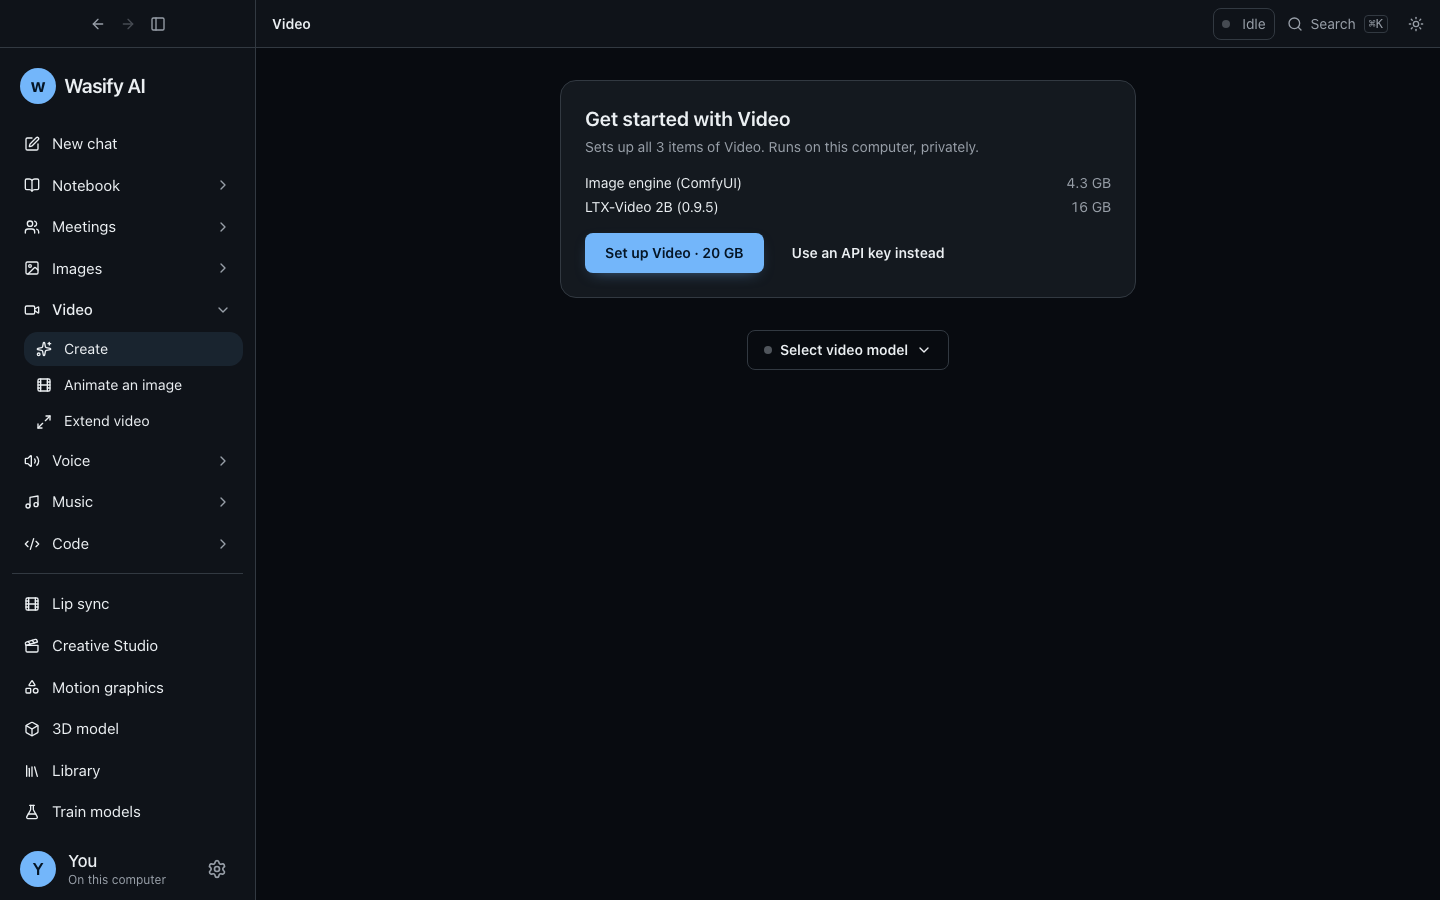 Video
Idle
Search
⌘K
w
Wasify AI
New chat
Notebook
Meetings
Images
Video
Create
Animate an image
Extend video
Voice
Music
Code
Lip sync
Creative Studio
Motion graphics
3D model
Library
Train models
Y
You
On this computer
Get started with Video
Sets up all 3 items of Video. Runs on this computer, privately.
Image engine (ComfyUI) 4.3 GB
LTX-Video 2B (0.9.5) 16 GB
Set up Video · 20 GB
Use an API key instead
Select video model